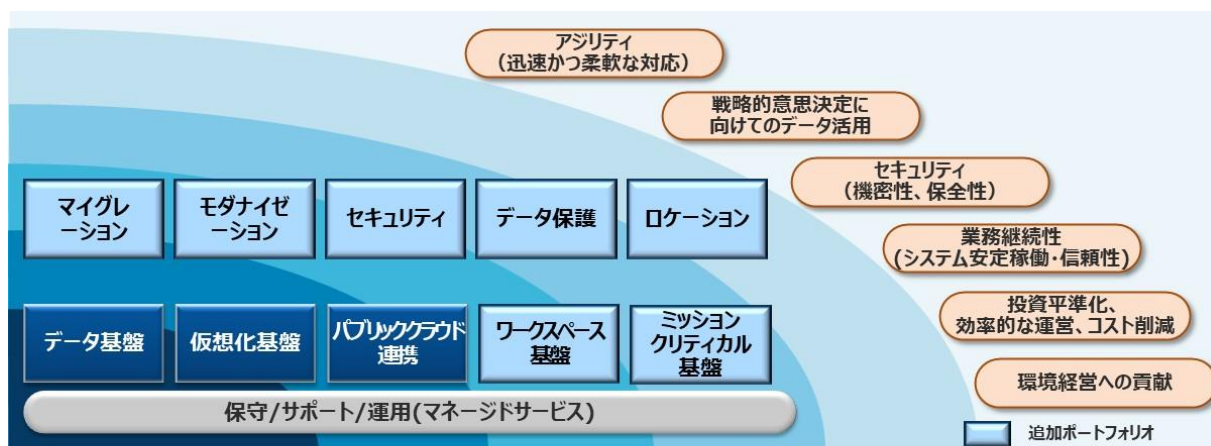 アジリティ
（迅速かつ柔軟な対応）
戦略的意思決定に
向けてのデータ活用
セキュリティ
（機密性、保全性）
業務継続性
(システム安定稼働・信頼性)
投資平準化、
効率的な運営、コスト削減
環境経営への貢献
マイグレ
ーション
モダナイゼ
ーション
セキュリティ
データ保護
ロケーション
データ基盤
仮想化基盤
パブリッククラウド
連携
ワークスペース
基盤
ミッション
クリティカル
基盤
保守/サポート/運用(マネージドサービス)
追加ポートフォリオ